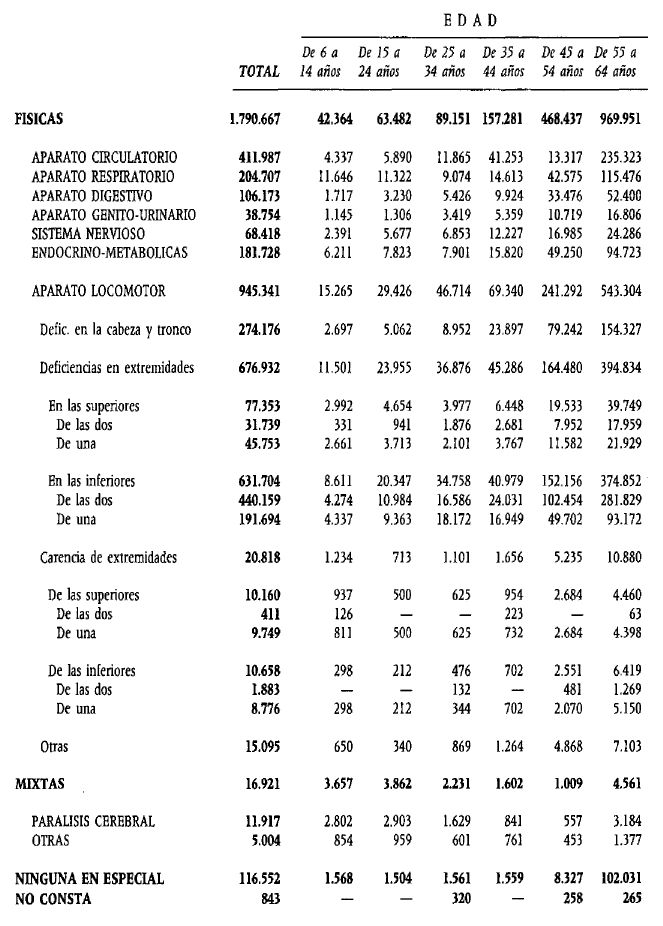 E D A D
De 6 a De 15 a De 25 a De 35 a De 45 a De 55 a
TOTAL 14 años 24 años 34 años 44 años 54 años 64 años
FISICAS 1.790.667 42.364 63.482 89.151 157.281 468.437 969.951
APARATO CIRCULATORIO 411.987 4.337 5.890 11.865 41.253 13.317 235.323
APARATO RESPIRATORIO 204.707 11.646 11.322 9.074 14.613 42.575 115.476
APARATO DIGESTIVO 106.173 1.717 3.230 5.426 9.924 33.476 52.400
APARATO GENITO-URINARIO 38.754 1.145 1.306 3.419 5.359 10.719 16.806
SISTEMA NERVIOSO 68.418 2.391 5.677 6.853 12.227 16.985 24.286
ENDOCRINO-METABOLICAS 181.728 6.211 7.823 7.901 15.820 49.250 94.723
APARATO LOCOMOTOR 945.341 15.265 29.426 46.714 69.340 241.292 543.304
Defic. en la cabeza y tronco 274.176 2.697 5.062 8.952 23.897 79.242 154.327
Deficiencias en extremidades 676.932 11.501 23.955 36.876 45.286 164.480 394.834
En las superiores 77.353 2.992 4.654 3.977 6.448 19.533 39.749
De las dos 31.739 331 941 1.876 2.681 7.952 17.959
De una 45.753 2.661 3.713 2.101 3.767 11.582 21.929
En las inferiores 631.704 8.611 20.347 34.758 40.979 152.156 374.852
De las dos 440.159 4.274 10.984 16.586 24.031 102.454 281.829
De una 191.694 4.337 9.363 18.172 16.949 49.702 93.172
Carencia de extremidades 20.818 1.234 713 1.101 1.656 5.235 10.880
De las superiores 10.160 937 500 625 954 2.684 4.460
De las dos 411 126 — — 223 — 63
De una 9.749 811 500 625 732 2.684 4.398
De las inferiores 10.658 298 212 476 702 2.551 6.419
De las dos 1.883 — — 132 — 481 1.269
De una 8.776 298 212 344 702 2.070 5.150
Otras 15.095 650 340 869 1.264 4.868 7.103
MIXTAS 16.921 3.657 3.862 2.231 1.602 1.009 4.561
PARALISIS CEREBRAL 11.917 2.802 2.903 1.629 841 557 3.184
OTRAS 5.004 854 959 601 761 453 1.377
NINGUNA EN ESPECIAL 116.552 1.568 1.504 1.561 1.559 8.327 102.031
NO CONSTA 843 — — 320 — 258 265